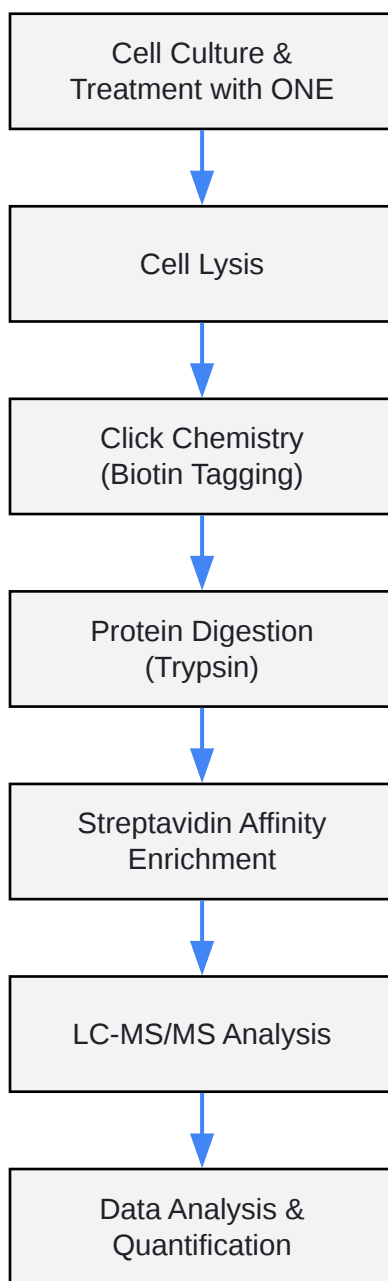 Cell Culture &
Treatment with ONE
Cell Lysis
Click Chemistry
(Biotin Tagging)
Protein Digestion
(Trypsin)
Streptavidin Affinity
Enrichment
LC-MS/MS Analysis
Data Analysis &
Quantification